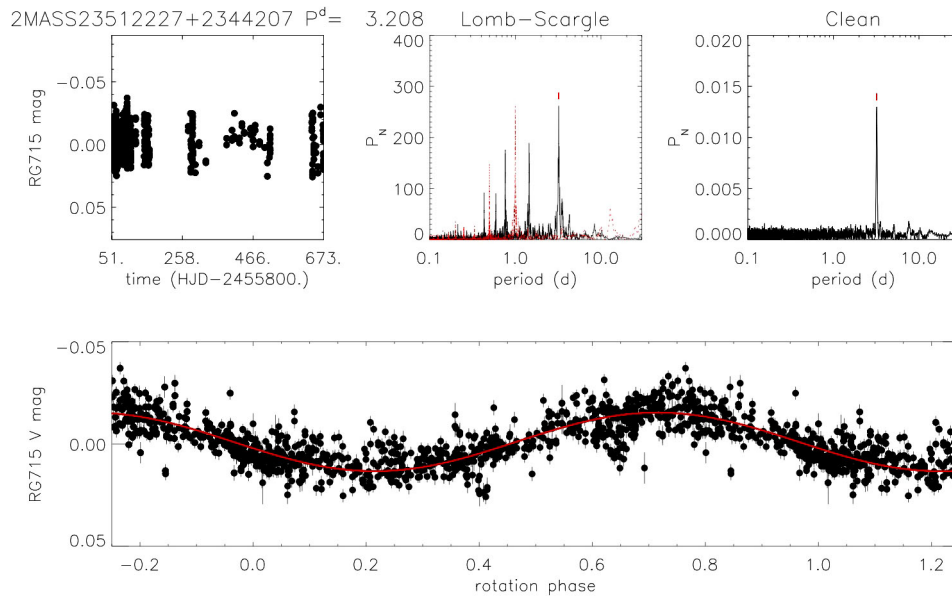 2MASS23512227+2344207 P^d= 3.208 Lomb-Scargle Clean
RG715 mag
-0.05
0.00
0.05
51. 258. 466. 673.
time (HJD-2455800.)
P_N
400
300
200
100
0
0.1 1.0 10.0
period (d)
P_N
0.020
0.015
0.010
0.005
0.000
0.1 1.0 10.0
period (d)
RG715 V mag
-0.05
0.00
0.05
-0.2 0.0 0.2 0.4 0.6 0.8 1.0 1.2
rotation phase